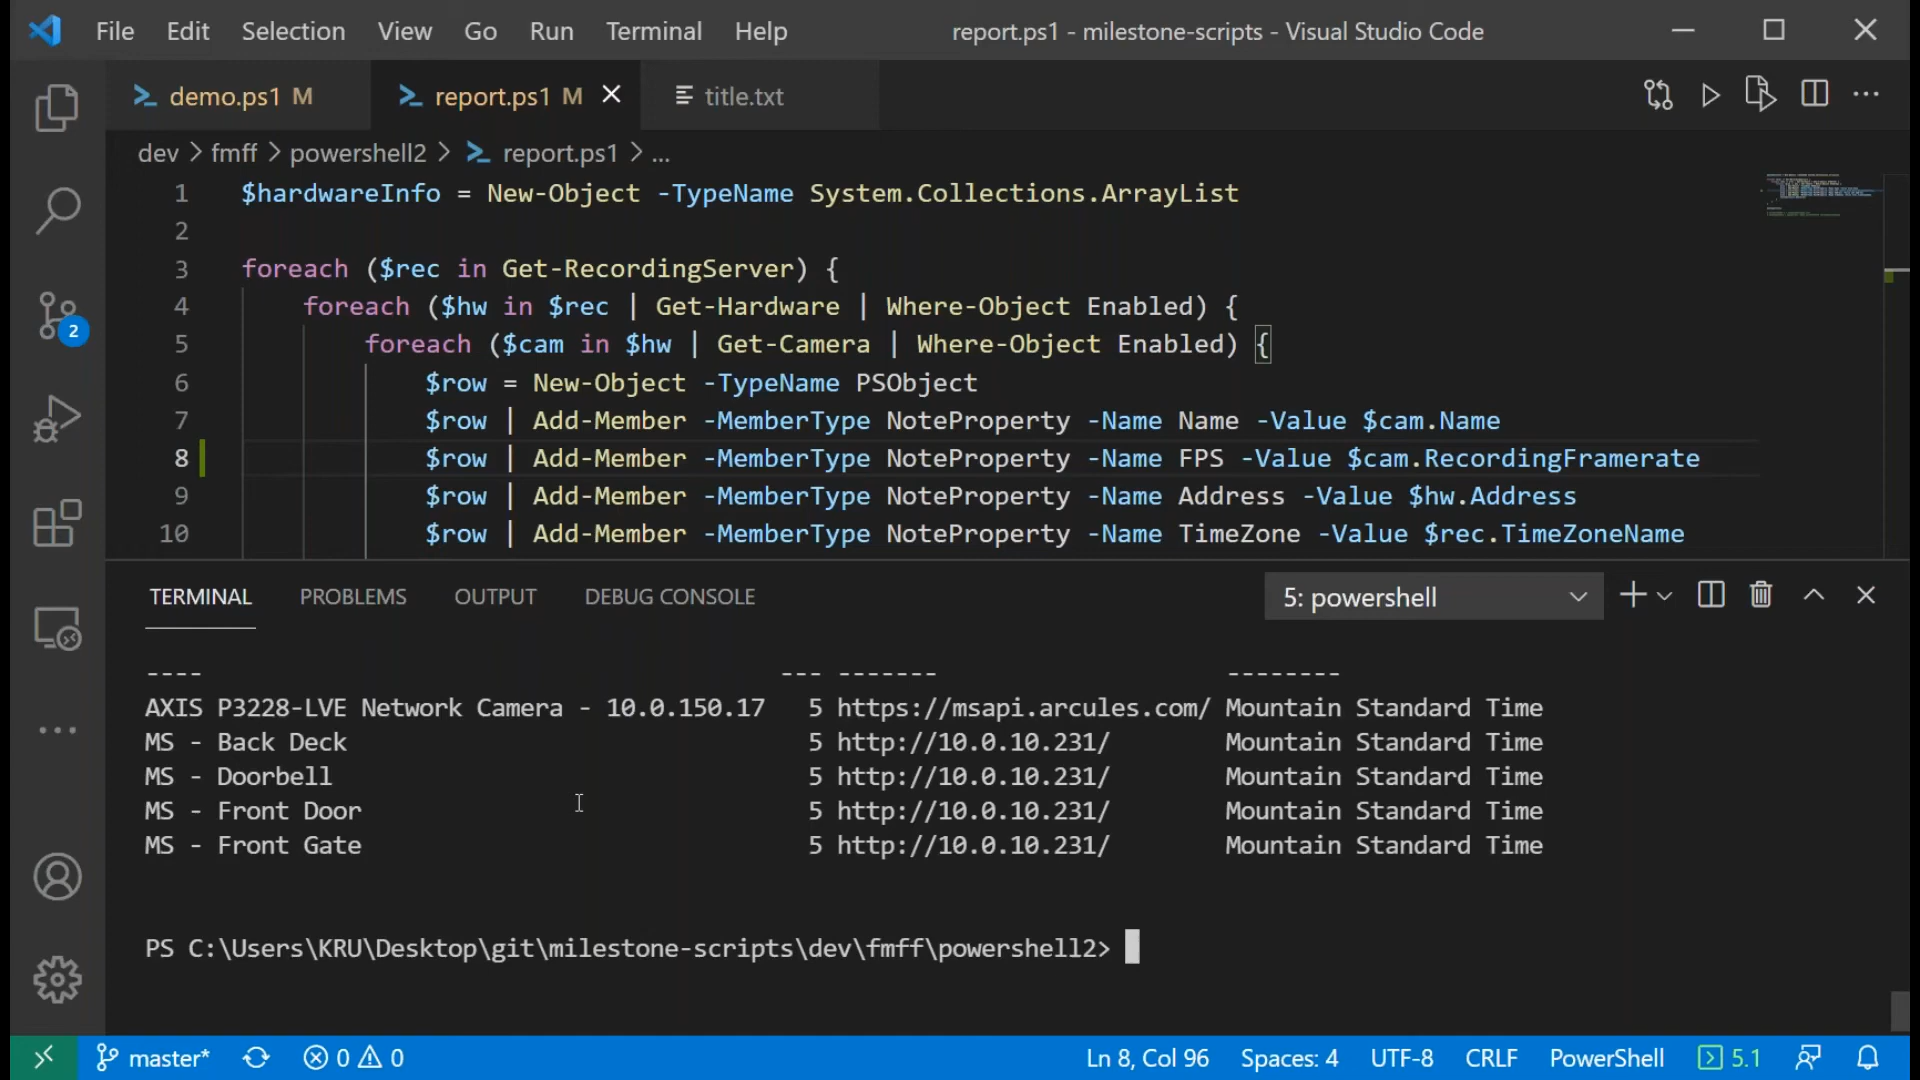 File Edit Selection View Go Run Terminal Help report.ps1 - milestone-scripts - Visual Studio Code
demo.ps1 M report.ps1 M title.txt
dev > fmff > powershell2 > report.ps1 > ...
1 $hardwareInfo = New-Object -TypeName System.Collections.ArrayList
2
3 foreach ($rec in Get-RecordingServer) {
4 foreach ($hw in $rec | Get-Hardware | Where-Object Enabled) {
5 foreach ($cam in $hw | Get-Camera | Where-Object Enabled) {
6 $row = New-Object -TypeName PSObject
7 $row | Add-Member -MemberType NoteProperty -Name Name -Value $cam.Name
8 $row | Add-Member -MemberType NoteProperty -Name FPS -Value $cam.RecordingFramerate
9 $row | Add-Member -MemberType NoteProperty -Name Address -Value $hw.Address
10 $row | Add-Member -MemberType NoteProperty -Name TimeZone -Value $rec.TimeZoneName
2
TERMINAL PROBLEMS OUTPUT DEBUG CONSOLE 5: powershell
---- --- ------- --------
AXIS P3228-LVE Network Camera - 10.0.150.17 5 https://msapi.arcules.com/ Mountain Standard Time
MS - Back Deck 5 http://10.0.10.231/ Mountain Standard Time
MS - Doorbell 5 http://10.0.10.231/ Mountain Standard Time
MS - Front Door 5 http://10.0.10.231/ Mountain Standard Time
MS - Front Gate 5 http://10.0.10.231/ Mountain Standard Time
PS C:\Users\KRU\Desktop\git\milestone-scripts\dev\fmff\powershell2>
master* 0 0 Ln 8, Col 96 Spaces: 4 UTF-8 CRLF PowerShell 5.1